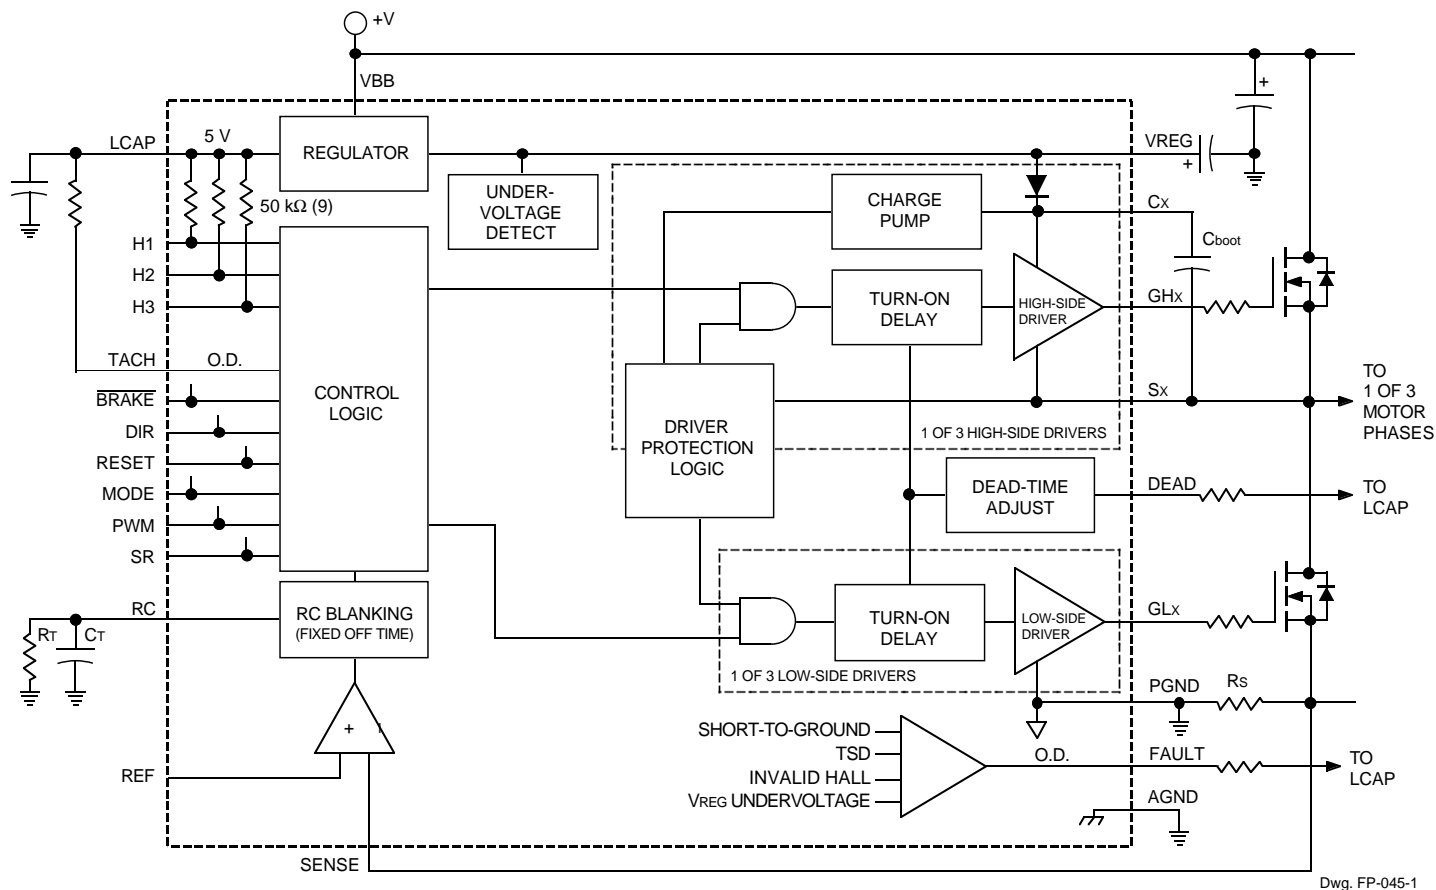 +V
VBB
LCAP
5 V
REGULATOR
VREG
+
+
UNDER-
VOLTAGE
DETECT
50 kΩ (9)
CHARGE
PUMP
CX
Cboot
H1
H2
H3
TURN-ON
DELAY
HIGH-SIDE
DRIVER
GHX
TACH
O.D.
CONTROL
LOGIC
BRAKE
DIR
RESET
MODE
PWM
SR
DRIVER
PROTECTION
LOGIC
SX
TO
1 OF 3
MOTOR
PHASES
1 OF 3 HIGH-SIDE DRIVERS
DEAD-TIME
ADJUST
DEAD
TO
LCAP
RC
RT
CT
RC BLANKING
(FIXED OFF TIME)
TURN-ON
DELAY
LOW-SIDE
DRIVER
GLX
1 OF 3 LOW-SIDE DRIVERS
PGND
RS
+
SHORT-TO-GROUND
TSD
INVALID HALL
VREG UNDERVOLTAGE
O.D.
FAULT
TO
LCAP
REF
AGND
SENSE
Dwg. FP-045-1